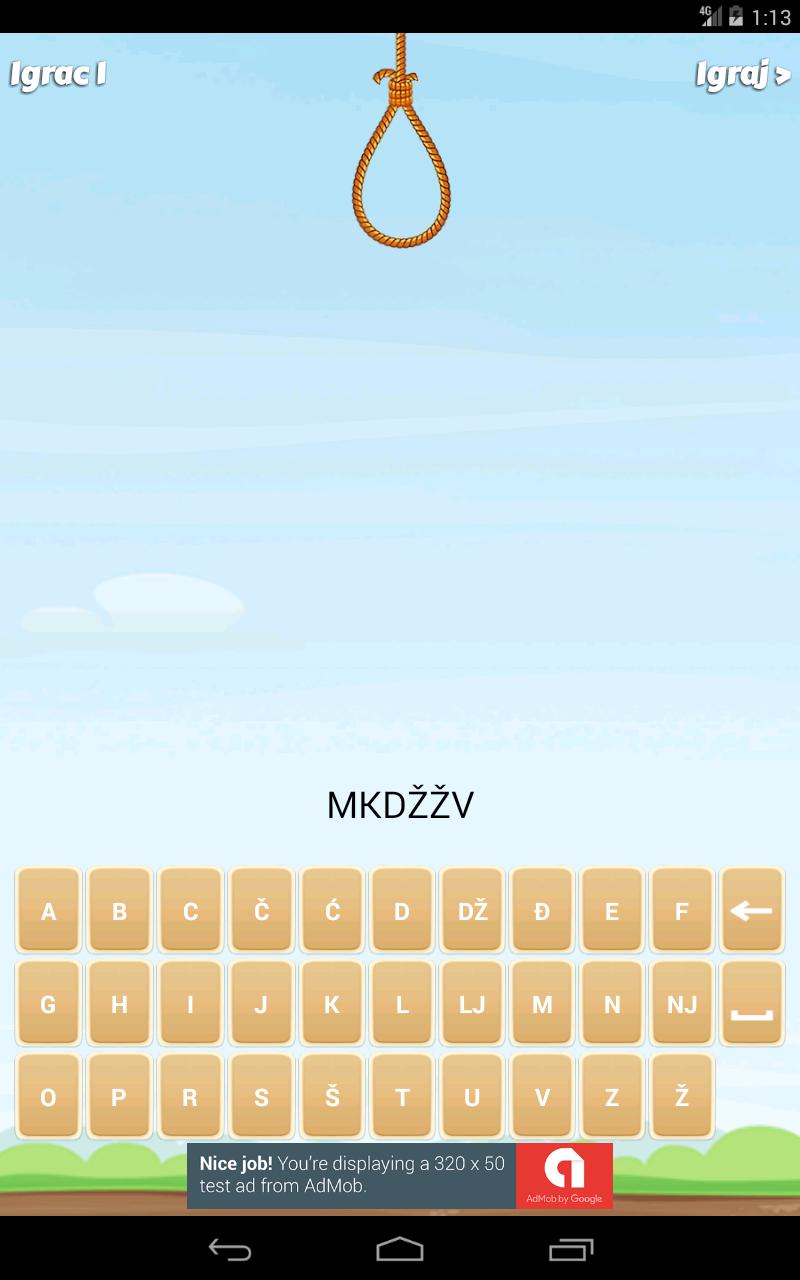 4G 1:13
Igrac 1 Igraj >
MKDŽŽV
A B C Č Ć D DŽ Đ E F
G H I J K L LJ M N NJ
O P R S Š T U V Z Ž
Nice job! You're displaying a 320 x 50
test ad from AdMob.
AdMob by Google